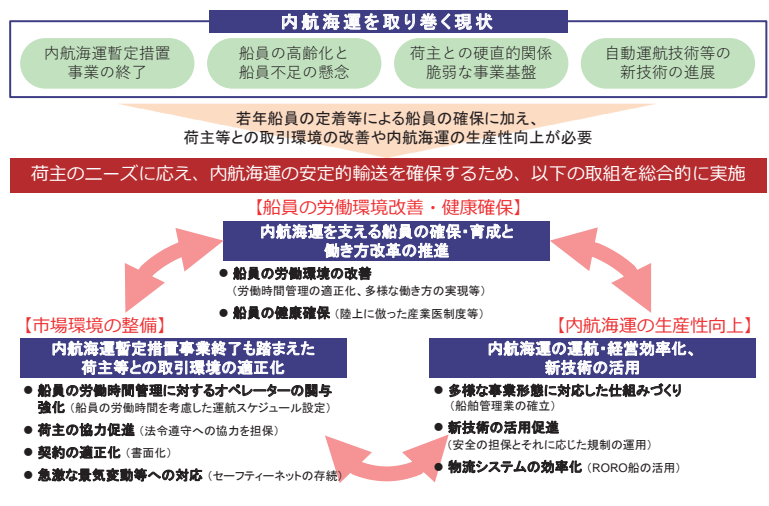 内航海運を取り巻く現状
内航海運暫定措置
事業の終了
船員の高齢化と
船員不足の懸念
荷主との硬直的関係
脆弱な事業基盤
自動運航技術等の
新技術の進展
若年船員の定着等による船員の確保に加え、
荷主等との取引環境の改善や内航海運の生産性向上が必要
荷主のニーズに応え、内航海運の安定的輸送を確保するため、以下の取組を総合的に実施
【船員の労働環境改善・健康確保】
内航海運を支える船員の確保・育成と
働き方改革の推進
● 船員の労働環境の改善
（労働時間管理の適正化、多様な働き方の実現等）
● 船員の健康確保（陸上に倣った産業医制度等）
【市場環境の整備】
内航海運暫定措置事業終了も踏まえた
荷主等との取引環境の適正化
● 船員の労働時間管理に対するオペレーターの関与
強化（船員の労働時間を考慮した運航スケジュール設定）
● 荷主の協力促進（法令遵守への協力を担保）
● 契約の適正化（書面化）
● 急激な景気変動等への対応（セーフティーネットの存続）
【内航海運の生産性向上】
内航海運の運航・経営効率化、
新技術の活用
● 多様な事業形態に対応した仕組みづくり
（船舶管理業の確立）
● 新技術の活用促進
（安全の担保とそれに応じた規制の運用）
● 物流システムの効率化（RORO船の活用）